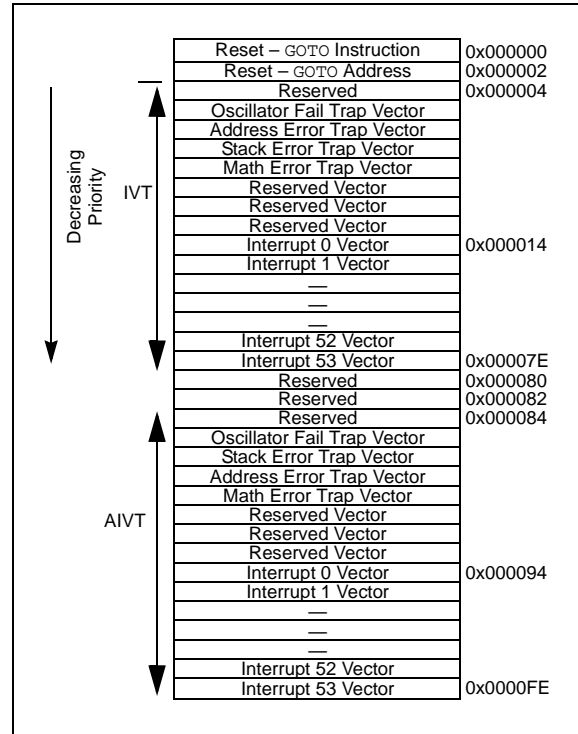 Reset – GOTO Instruction 0x000000
Reset – GOTO Address 0x000002
Reserved 0x000004
Oscillator Fail Trap Vector
Address Error Trap Vector
Stack Error Trap Vector
Math Error Trap Vector
Reserved Vector
Reserved Vector
Reserved Vector
Interrupt 0 Vector 0x000014
Interrupt 1 Vector
—
—
—
Interrupt 52 Vector
Interrupt 53 Vector 0x00007E
Reserved 0x000080
Reserved 0x000082
Reserved 0x000084
Oscillator Fail Trap Vector
Stack Error Trap Vector
Address Error Trap Vector
Math Error Trap Vector
Reserved Vector
Reserved Vector
Reserved Vector
Interrupt 0 Vector 0x000094
Interrupt 1 Vector
—
—
—
Interrupt 52 Vector
Interrupt 53 Vector 0x0000FE
Decreasing
Priority
IVT
AIVT